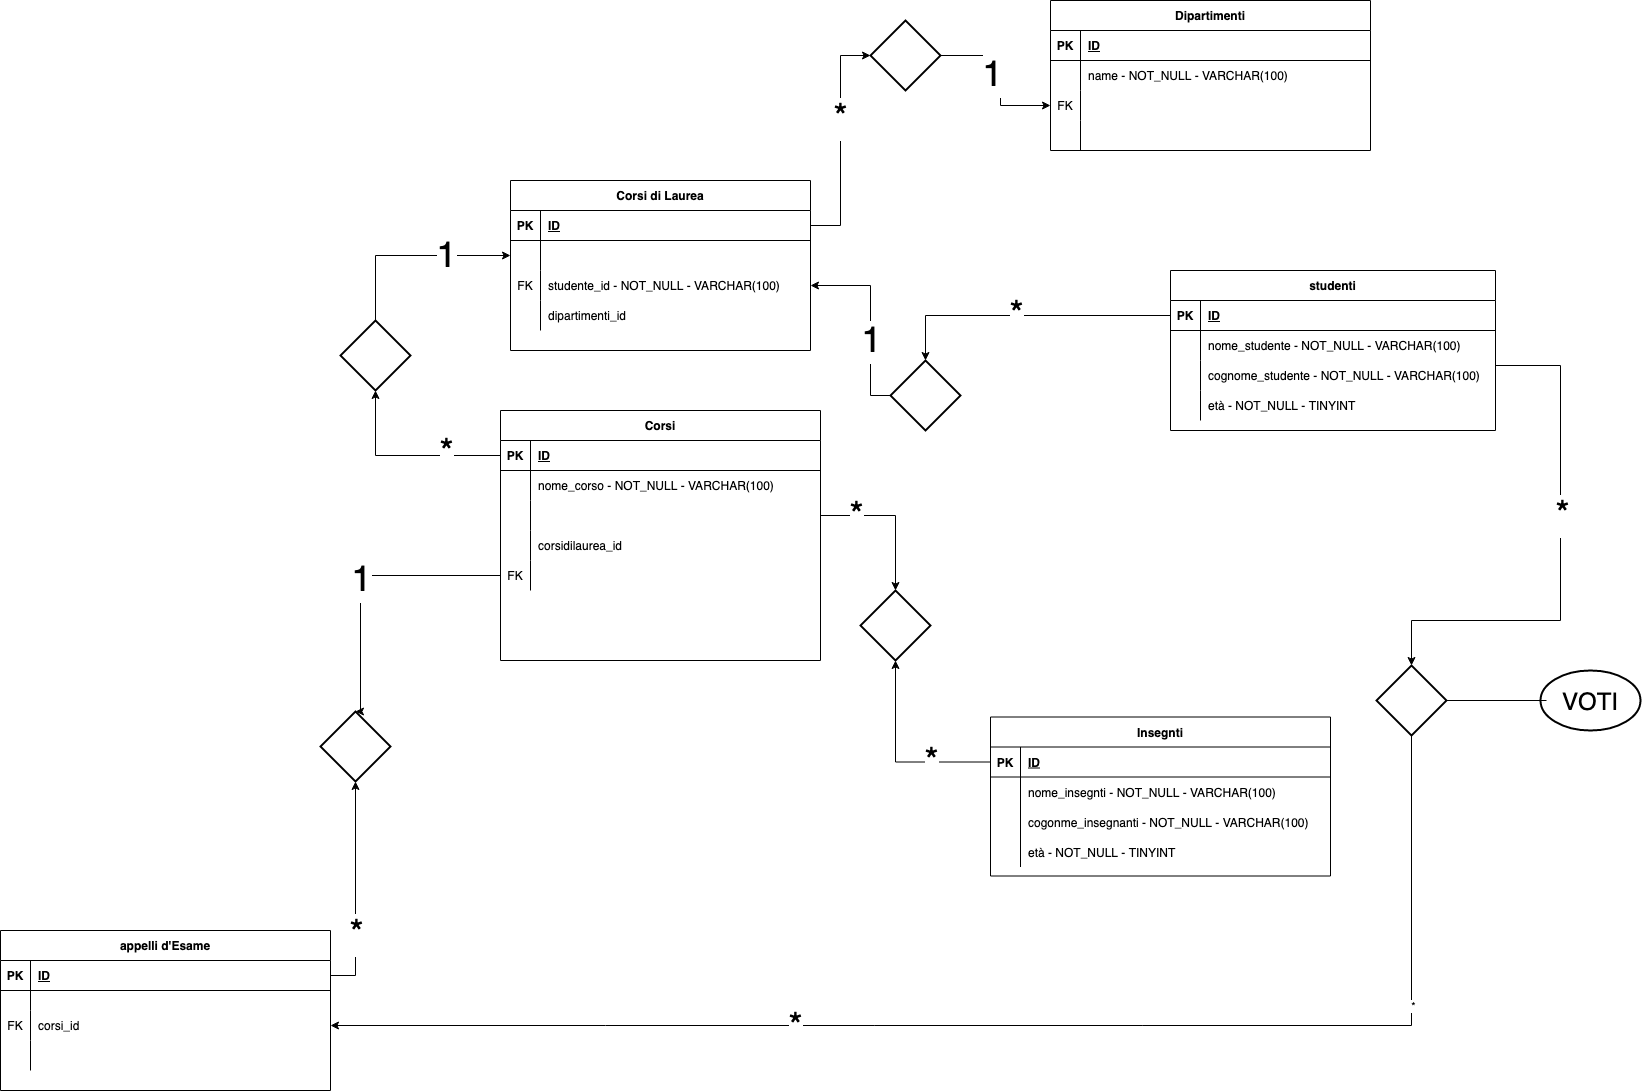 Dipartimenti
PK ID
name - NOT_NULL - VARCHAR(100)
FK
1
*
Corsi di Laurea
PK ID
FK studente_id - NOT_NULL - VARCHAR(100)
dipartimenti_id
1
1
*
studenti
PK ID
nome_studente - NOT_NULL - VARCHAR(100)
cognome_studente - NOT_NULL - VARCHAR(100)
età - NOT_NULL - TINYINT
*
Corsi
PK ID
nome_corso - NOT_NULL - VARCHAR(100)
corsidilaurea_id
FK
*
*
1
*
VOTI
Insegnti
PK ID
nome_insegnti - NOT_NULL - VARCHAR(100)
cogonme_insegnanti - NOT_NULL - VARCHAR(100)
età - NOT_NULL - TINYINT
*
*
appelli d'Esame
PK ID
FK corsi_id
*
*